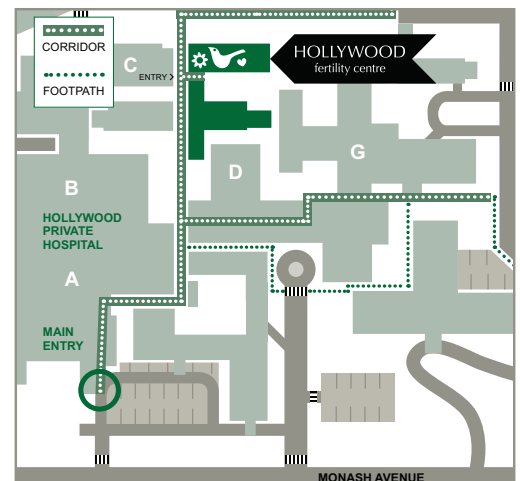 CORRIDOR
FOOTPATH
C
ENTRY
HOLLYWOOD
fertility centre
D
G
B
HOLLYWOOD
PRIVATE
HOSPITAL
A
MAIN
ENTRY
MONASH AVENUE